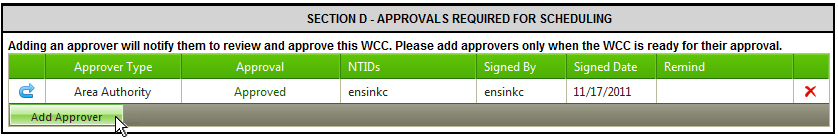 SECTION D - APPROVALS REQUIRED FOR SCHEDULING
Adding an approver will notify them to review and approve this WCC. Please add approvers only when the WCC is ready for their approval.
Approver Type Approval NTIDs Signed By Signed Date Remind
Area Authority Approved ensinkc ensinkc 11/17/2011
Add Approver